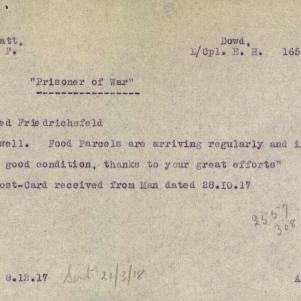 att,
Dowd,
F.
L/Cpl. E. H. 165
"Prisoner of War"
ed Friedrichsfeld
well. Food Parcels are arriving regularly and i
good condition, thanks to your great efforts"
ost-Card received from Man dated 28.10.17
2557
308
8.12.17 Sent 21/3/18 A